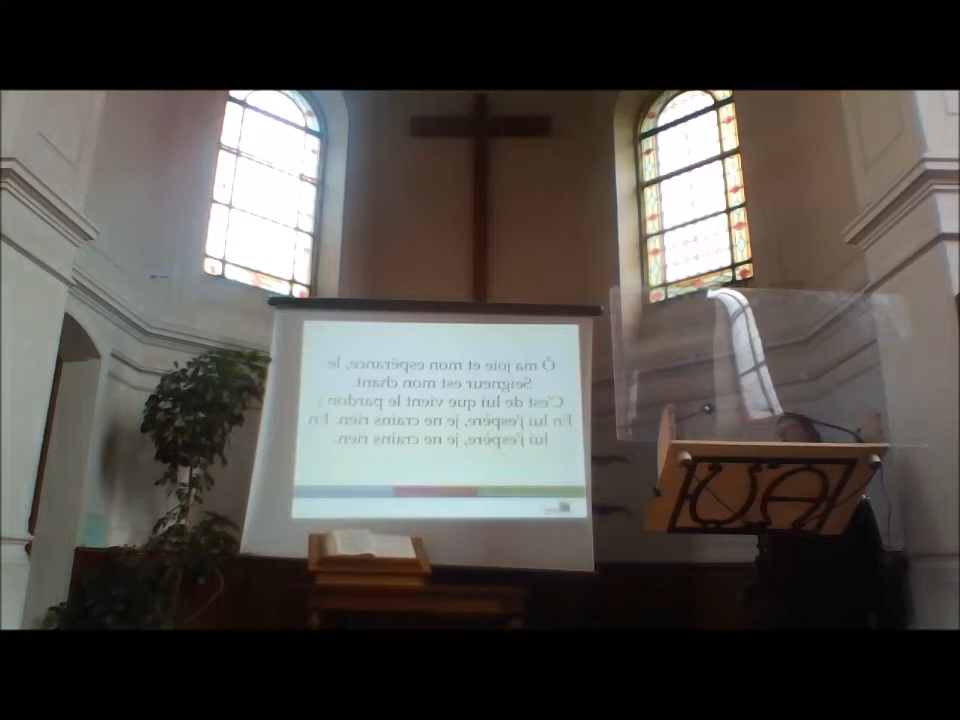 Ô ma joie et mon espérance, le
Seigneur est mon chant.
C'est de lui que vient le pardon ;
En lui j'espère, je ne crains rien. En
lui j'espère, je ne crains rien.